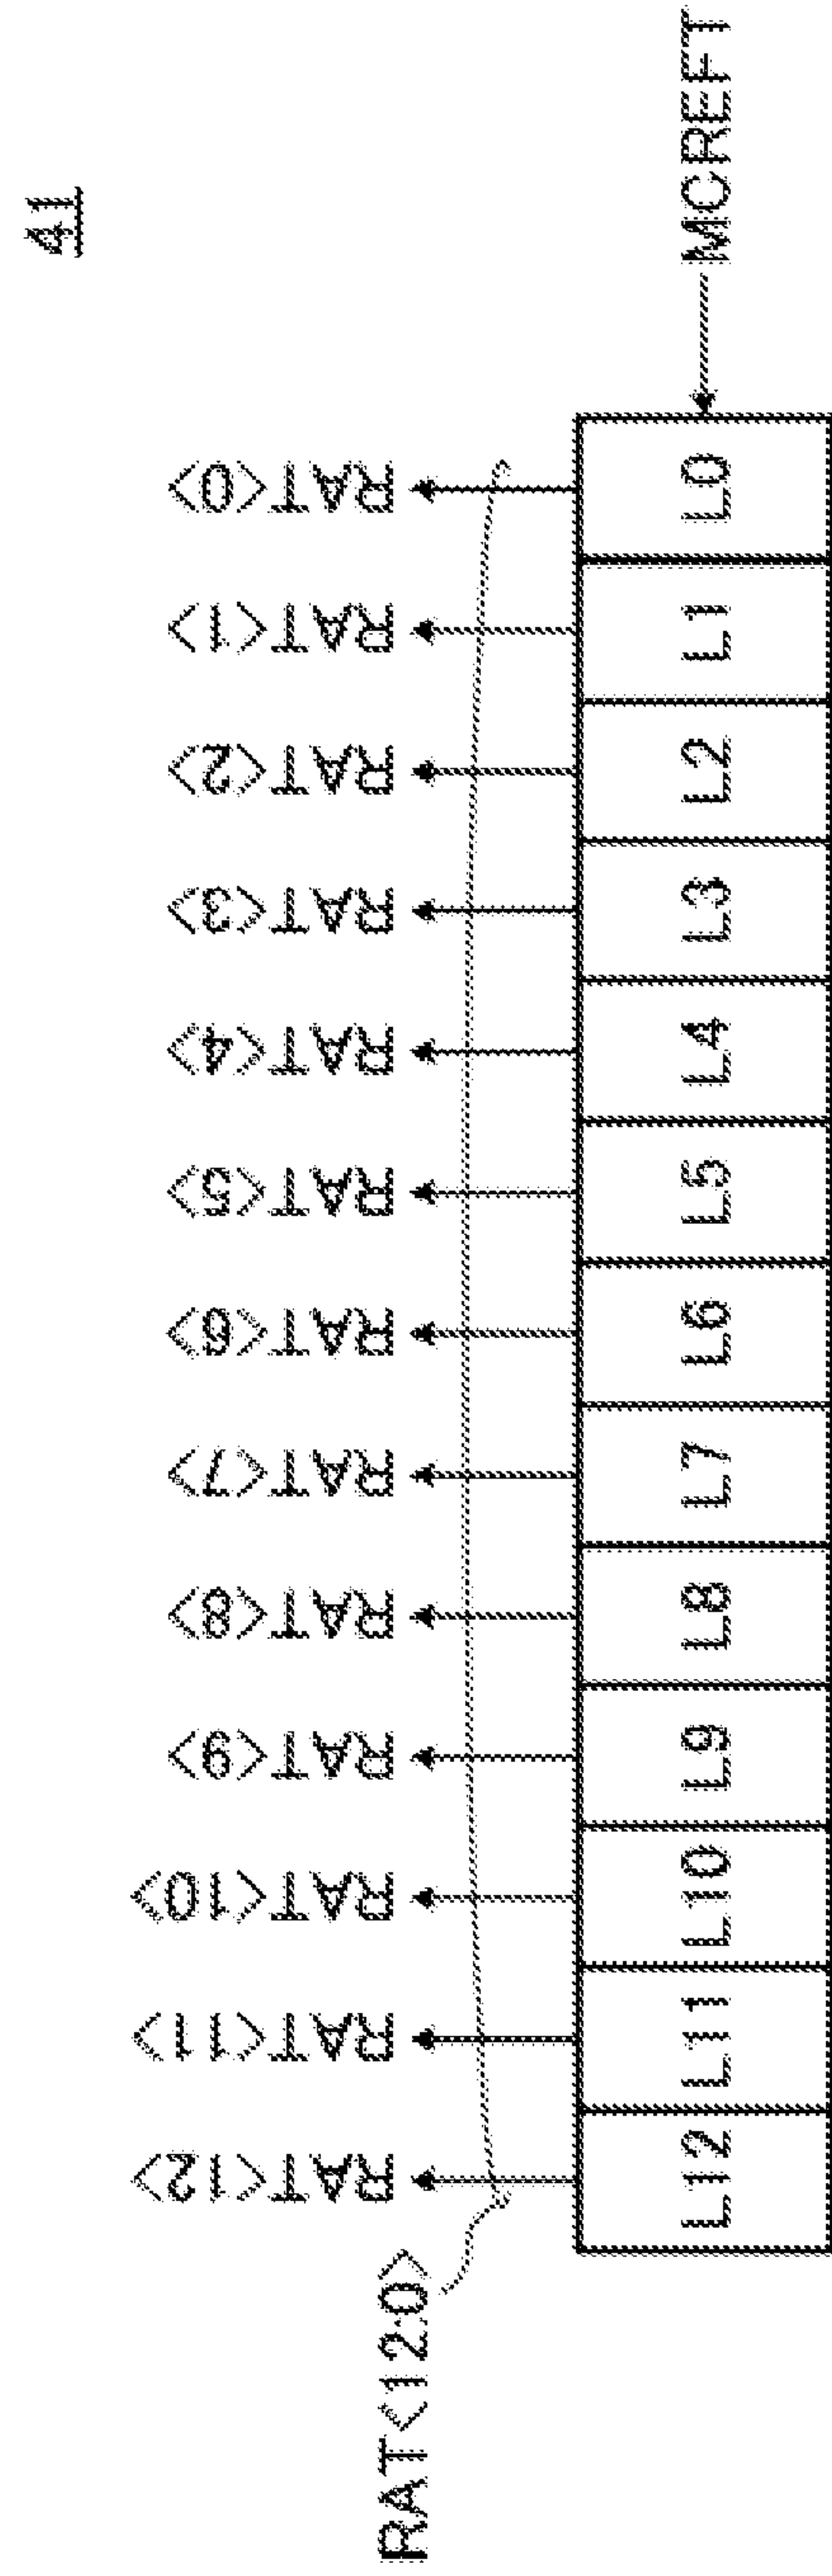 41
RAT<12:0>
RAT<12>
RAT<11>
RAT<10>
RAT<9>
RAT<8>
RAT<7>
RAT<6>
RAT<5>
RAT<4>
RAT<3>
RAT<2>
RAT<1>
RAT<0>
L12
L11
L10
L9
L8
L7
L6
L5
L4
L3
L2
L1
L0
MCREFT